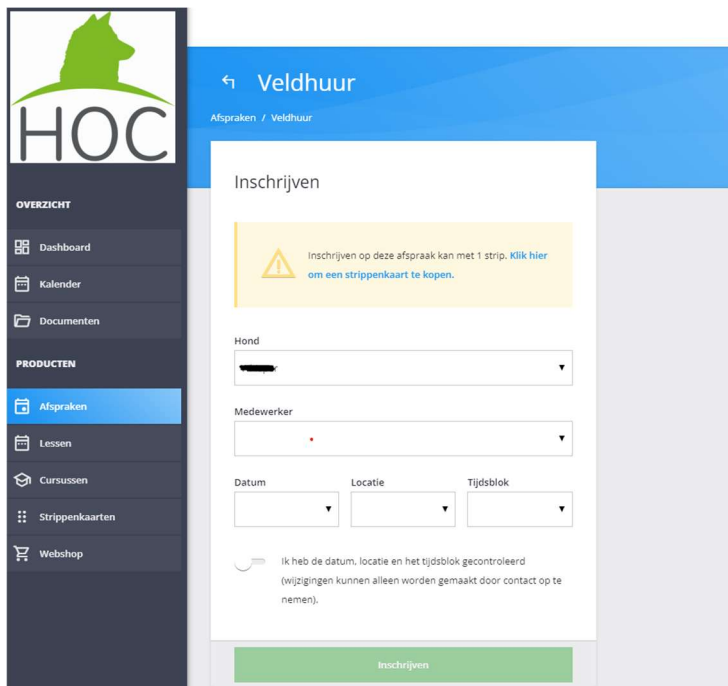 HOC
OVERZICHT
Dashboard
Kalender
Documenten
PRODUCTEN
Afspraken
Lessen
Cursussen
Strippenkaarten
Webshop
Veldhuur
Afspraken / Veldhuur
Inschrijven
Inschrijven op deze afspraak kan met 1 strip. Klik hier
om een strippenkaart te kopen.
Hond
Medewerker
Datum Locatie Tijdsblok
Ik heb de datum, locatie en het tijdsblok gecontroleerd
(wijzigingen kunnen alleen worden gemaakt door contact op te
nemen).
Inschrijven